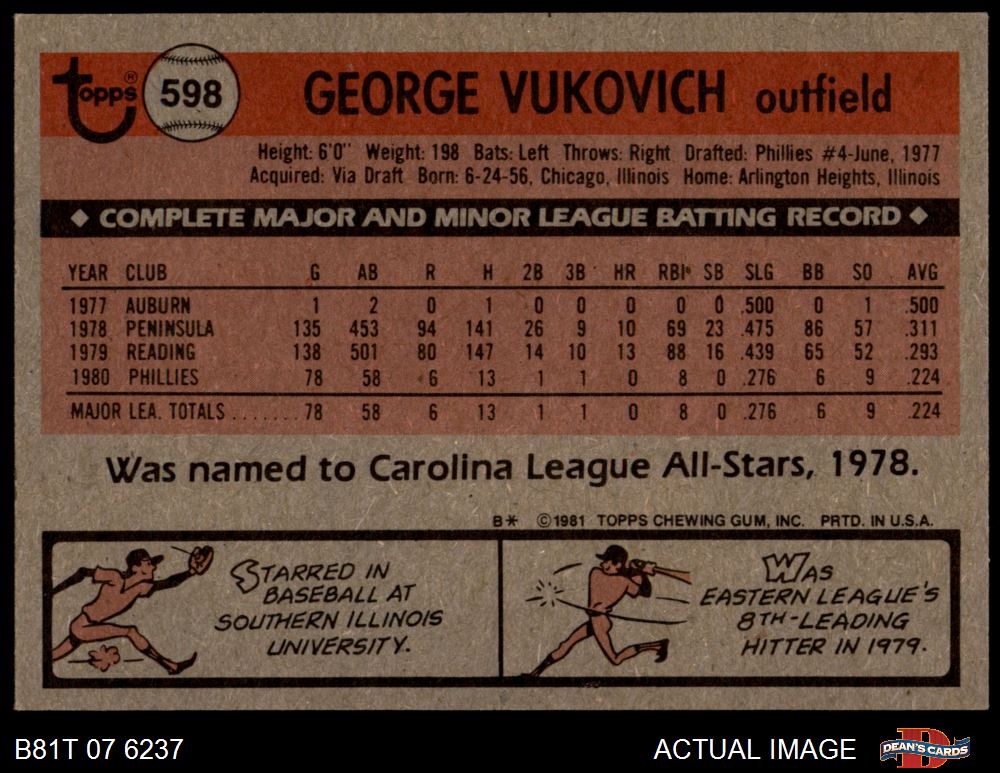 Topps® 598 GEORGE VUKOVICH outfield
Height: 6'0" Weight: 198 Bats: Left Throws: Right Drafted: Phillies #4-June, 1977
Acquired: Via Draft Born: 6-24-56, Chicago, Illinois Home: Arlington Heights, Illinois
◆ COMPLETE MAJOR AND MINOR LEAGUE BATTING RECORD ◆
YEAR CLUB G AB R H 2B 3B HR RBI SB SLG BB SO AVG
1977 AUBURN 1 2 0 1 0 0 0 0 0 .500 0 1 .500
1978 PENINSULA 135 453 94 141 26 9 10 69 23 .475 86 57 .311
1979 READING 138 501 80 147 14 10 13 88 16 .439 65 52 .293
1980 PHILLIES 78 58 6 13 1 1 0 8 0 .276 6 9 .224
MAJOR LEA. TOTALS ....... 78 58 6 13 1 1 0 8 0 .276 6 9 .224
Was named to Carolina League All-Stars, 1978.
B* ©1981 TOPPS CHEWING GUM, INC. PRTD. IN U.S.A.
STARRED IN
BASEBALL AT
SOUTHERN ILLINOIS
UNIVERSITY.
WAS
EASTERN LEAGUE'S
8TH-LEADING
HITTER IN 1979.
B81T 07 6237 ACTUAL IMAGE DEAN'S CARDS